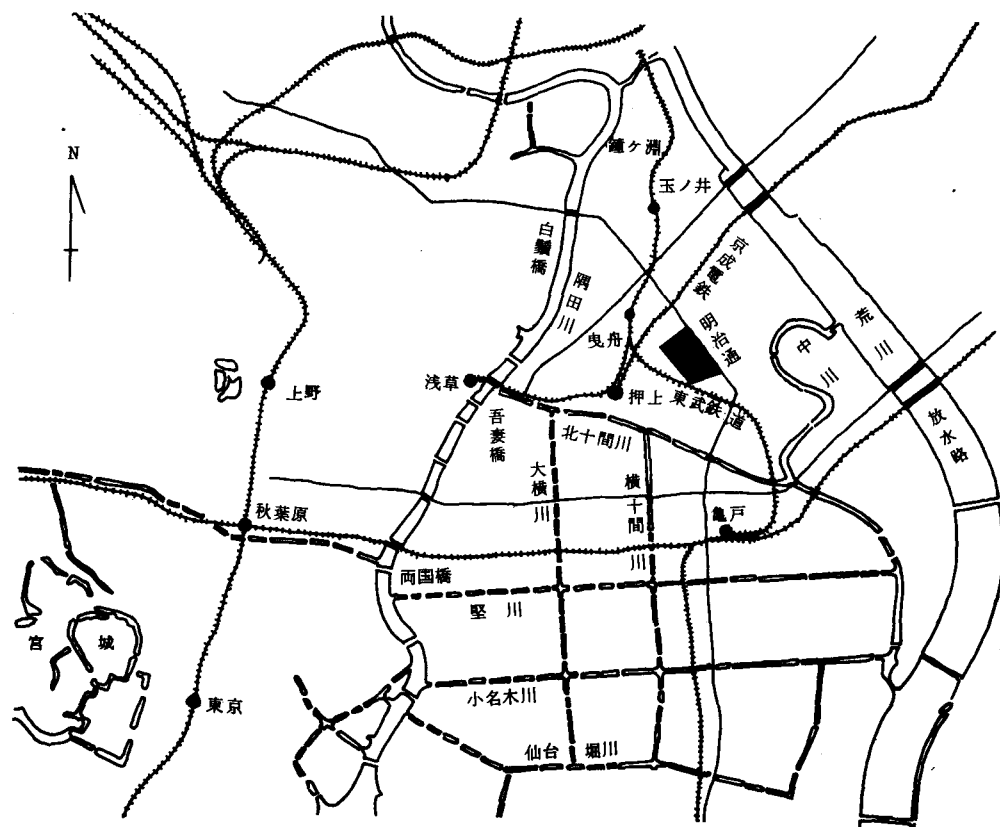 N
鐘ヶ淵
玉ノ井
白鬚橋
隅田川
京成電鉄
明治通
荒川
放水路
中川
曳舟
上野
浅草
押上
東武鉄道
吾妻橋
北十間川
大横川
横十間川
秋葉原
亀戸
両国橋
堅川
宮城
小名木川
東京
仙台堀川